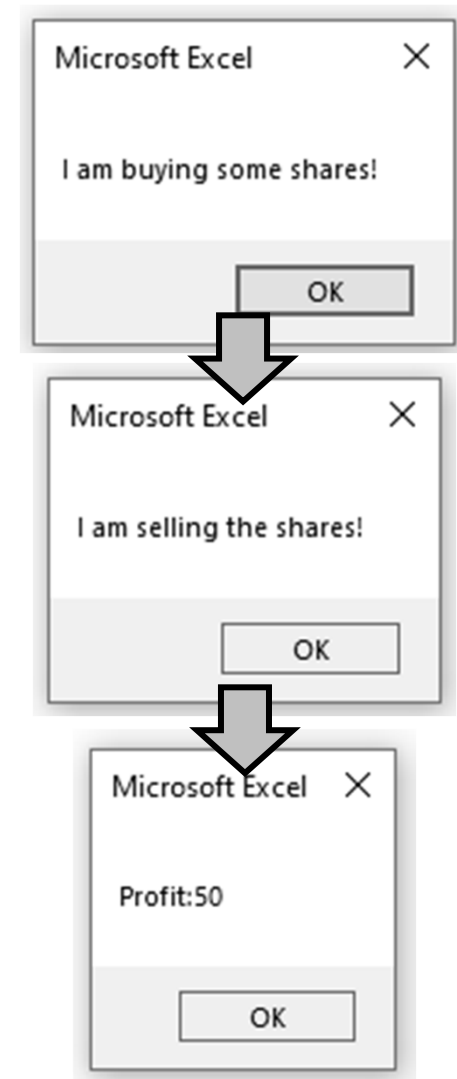 Microsoft Excel
I am buying some shares!
OK
Microsoft Excel
I am selling the shares!
OK
Microsoft Excel
Profit:50
OK